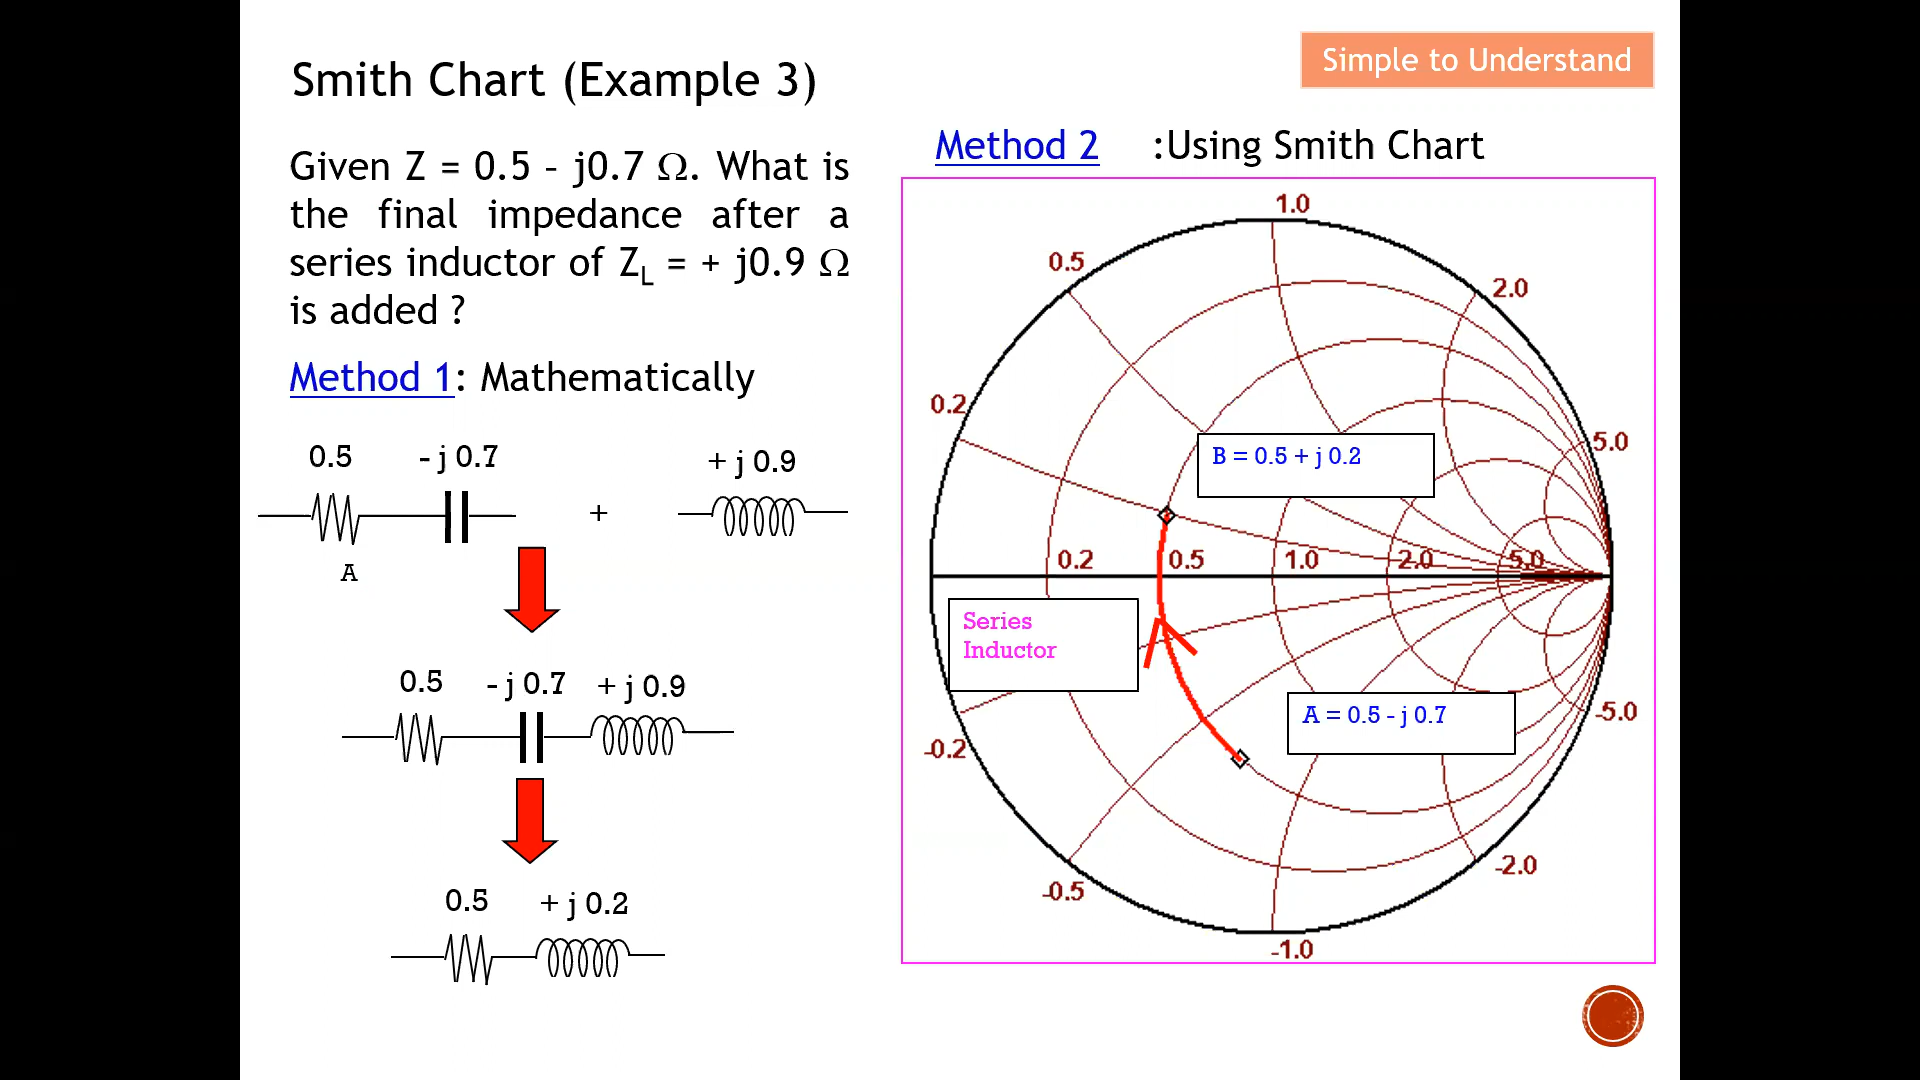 Smith Chart (Example 3)
Simple to Understand
Given Z = 0.5 – j0.7 Ω. What is
the final impedance after a
series inductor of ZL = + j0.9 Ω
is added ?
Method 1: Mathematically
0.5
- j 0.7
+ j 0.9
+
A
0.5
- j 0.7
+ j 0.9
0.5
+ j 0.2
Method 2 :Using Smith Chart
1.0
0.5
2.0
0.2
5.0
B = 0.5 + j 0.2
0.2
0.5
1.0
2.0
5.0
Series
Inductor
A = 0.5 - j 0.7
-5.0
-0.2
-2.0
-0.5
-1.0